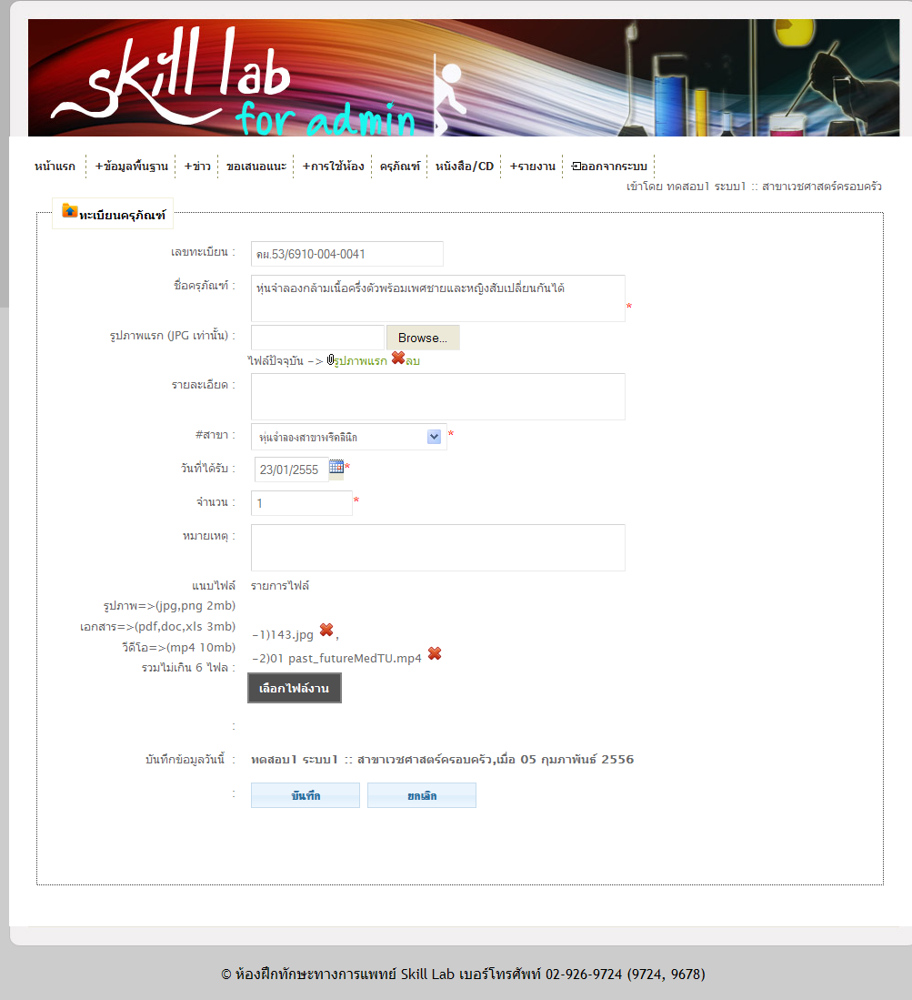 skill lab
for admin
หน้าแรก +ข้อมูลพื้นฐาน +ข่าว ขอเสนอแนะ +การใช้ห้อง ครุภัณฑ์ หนังสือ/CD +รายงาน ออกจากระบบ
เข้าโดย ทดสอบ1 ระบบ1 :: สาขาเวชศาสตร์ครอบครัว
ทะเบียนครุภัณฑ์
เลขทะเบียน : ตผ.53/6910-004-0041
ชื่อครุภัณฑ์ : หุ่นจำลองกล้ามเนื้อครึ่งตัวพร้อมเพศชายและหญิงสับเปลี่ยนกันได้ *
รูปภาพแรก (JPG เท่านั้น) : Browse...
ไฟล์ปัจจุบัน -> รูปภาพแรก ลบ
รายละเอียด :
#สาขา : หุ่นจำลองสาขาพรีคลินิก *
วันที่ได้รับ : 23/01/2555 *
จำนวน : 1 *
หมายเหตุ :
แนบไฟล์ รายการไฟล์
รูปภาพ=>(jpg,png 2mb)
เอกสาร=>(pdf,doc,xls 3mb) -1)143.jpg ,
วีดีโอ=>(mp4 10mb) -2)01 past_futureMedTU.mp4
รวมไม่เกิน 6 ไฟล :
เลือกไฟล์งาน
:
บันทึกข้อมูลวันนี้ : ทดสอบ1 ระบบ1 :: สาขาเวชศาสตร์ครอบครัว,เมื่อ 05 กุมภาพันธ์ 2556
: บันทึก ยกเลิก
© ห้องฝึกทักษะทางการแพทย์ Skill Lab เบอร์โทรศัพท์ 02-926-9724 (9724, 9678)